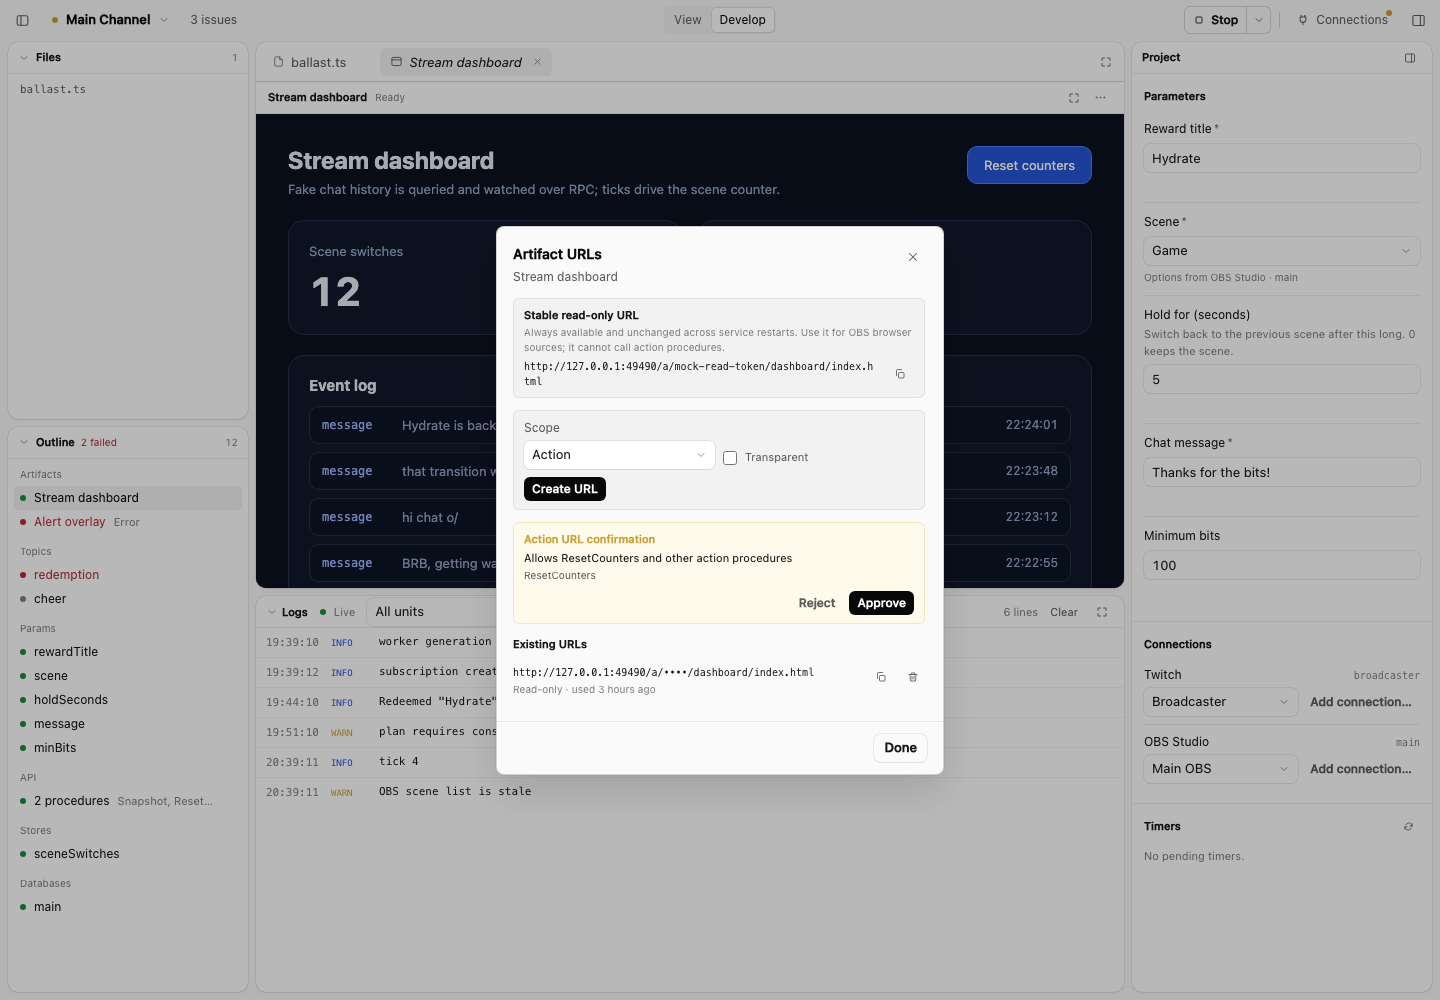 Main Channel
3 issues
View
Develop
Stop
Connections
Files
1
ballast.ts
Outline
2 failed
12
Artifacts
Stream dashboard
Alert overlay Error
Topics
redemption
cheer
Params
rewardTitle
scene
holdSeconds
message
minBits
API
2 procedures Snapshot, Reset...
Stores
sceneSwitches
Databases
main
ballast.ts
Stream dashboard
Stream dashboard Ready
Stream dashboard
Fake chat history is queried and watched over RPC; ticks drive the scene counter.
Reset counters
Scene switches
12
Event log
message Hydrate is back 22:24:01
message that transition 22:23:48
message hi chat o/ 22:23:12
message BRB, getting 22:22:55
Artifact URLs
Stream dashboard
Stable read-only URL
Always available and unchanged across service restarts. Use it for OBS browser
sources; it cannot call action procedures.
http://127.0.0.1:49490/a/mock-read-token/dashboard/index.h
tml
Scope
Action
Transparent
Create URL
Action URL confirmation
Allows ResetCounters and other action procedures
ResetCounters
Reject
Approve
Existing URLs
http://127.0.0.1:49490/a/••••/dashboard/index.html
Read-only · used 3 hours ago
Done
Logs
Live
All units
6 lines
Clear
19:39:10 INFO worker generation
19:39:12 INFO subscription creat
19:44:10 INFO Redeemed "Hydrate"
19:51:10 WARN plan requires cons
20:39:11 INFO tick 4
20:39:11 WARN OBS scene list is stale
Project
Parameters
Reward title *
Hydrate
Scene *
Game
Options from OBS Studio · main
Hold for (seconds)
Switch back to the previous scene after this long. 0
keeps the scene.
5
Chat message *
Thanks for the bits!
Minimum bits
100
Connections
Twitch broadcaster
Broadcaster Add connection...
OBS Studio main
Main OBS Add connection...
Timers
No pending timers.